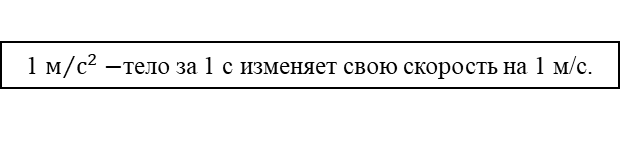 1 м/с² −тело за 1 с изменяет свою скорость на 1 м/с.